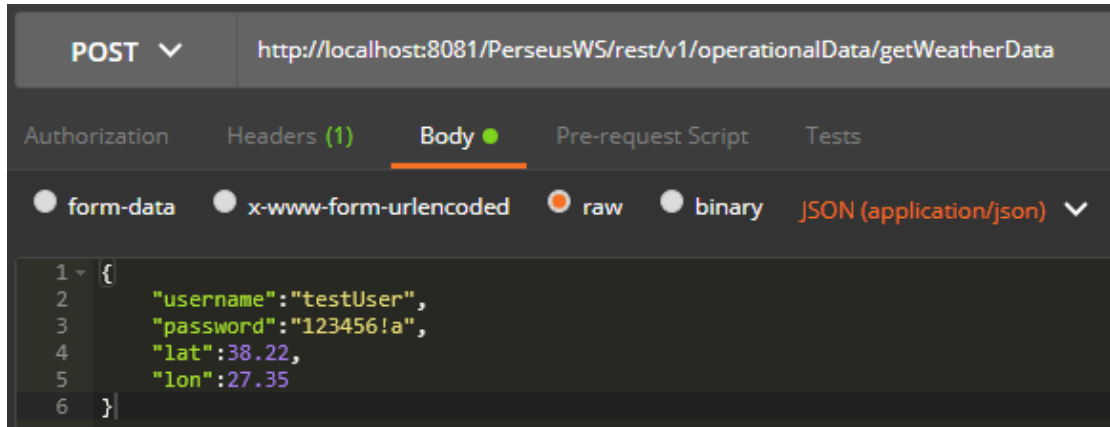 POST http://localhost:8081/PerseusWS/rest/v1/operationalData/getWeatherData
Authorization Headers (1) Body Pre-request Script Tests
form-data x-www-form-urlencoded raw binary JSON (application/json)
1 {
2 "username":"testUser",
3 "password":"123456!a",
4 "lat":38.22,
5 "lon":27.35
6 }